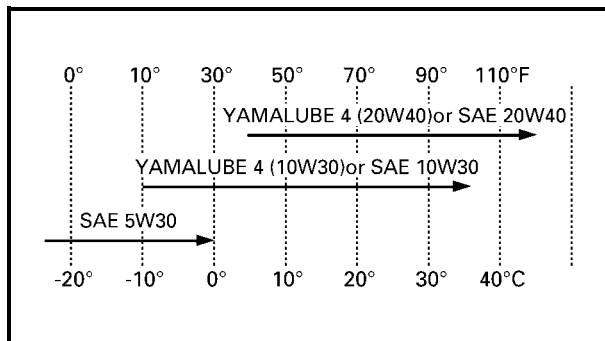 0° 10° 30° 50° 70° 90° 110°F
YAMALUBE 4 (20W40)or SAE 20W40
YAMALUBE 4 (10W30)or SAE 10W30
SAE 5W30
-20° -10° 0° 10° 20° 30° 40°C